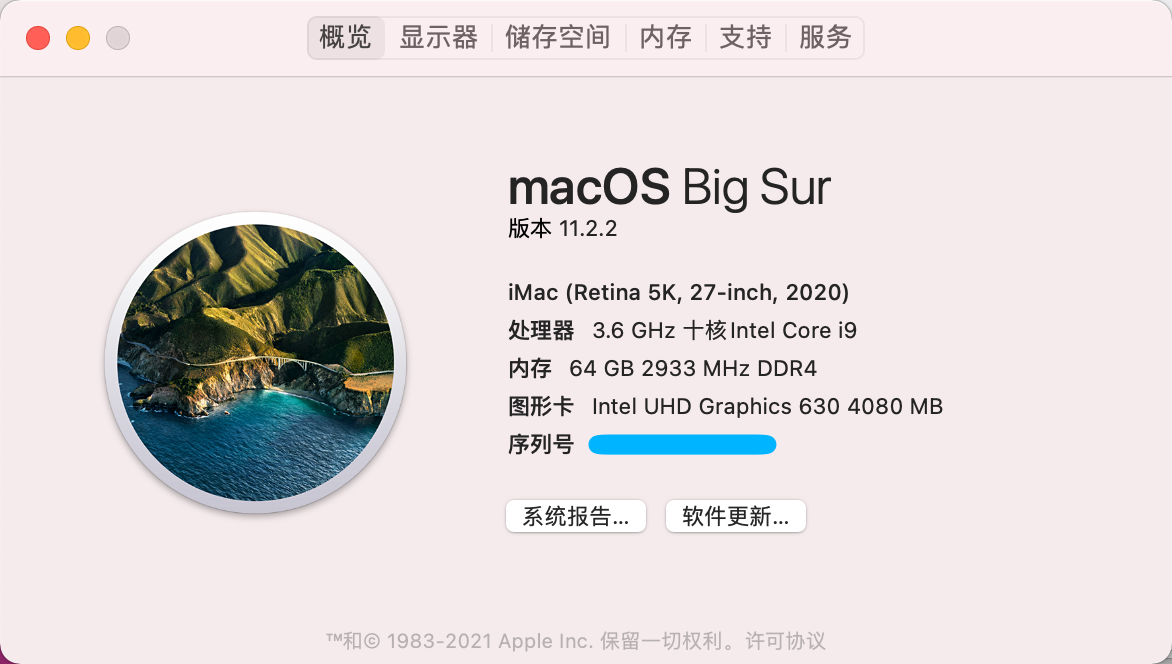 概览 显示器 储存空间 内存 支持 服务
macOS Big Sur
版本 11.2.2
iMac (Retina 5K, 27-inch, 2020)
处理器 3.6 GHz 十核Intel Core i9
内存 64 GB 2933 MHz DDR4
图形卡 Intel UHD Graphics 630 4080 MB
序列号
系统报告... 软件更新...
™和© 1983-2021 Apple Inc. 保留一切权利。许可协议